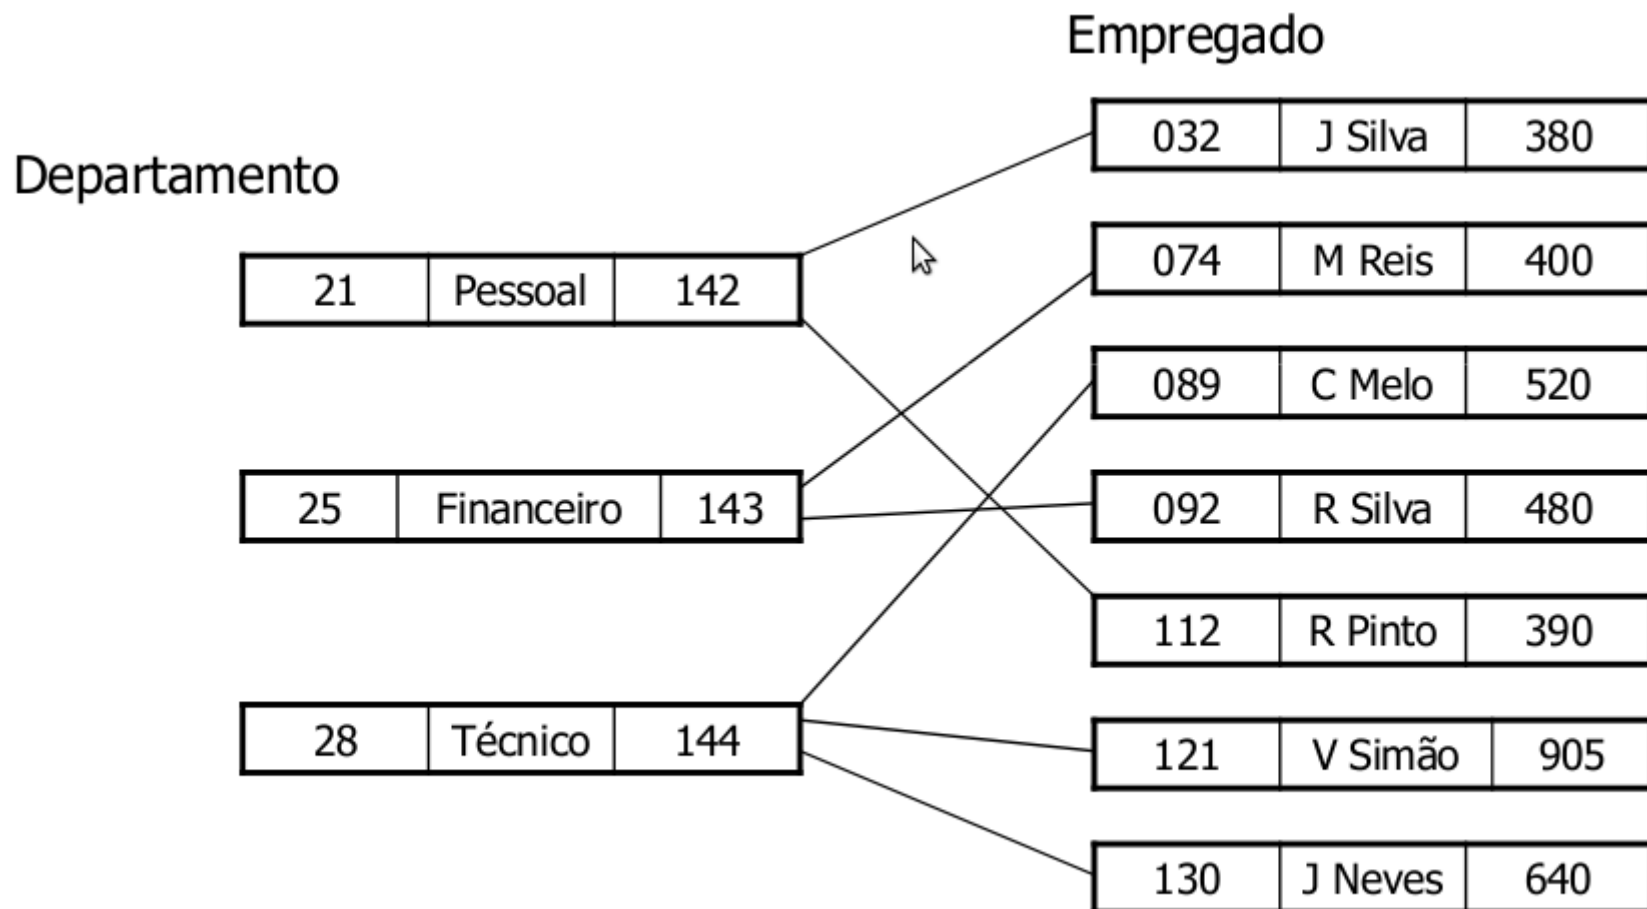 Empregado
Departamento
21 Pessoal 142
25 Financeiro 143
28 Técnico 144
032 J Silva 380
074 M Reis 400
089 C Melo 520
092 R Silva 480
112 R Pinto 390
121 V Simão 905
130 J Neves 640